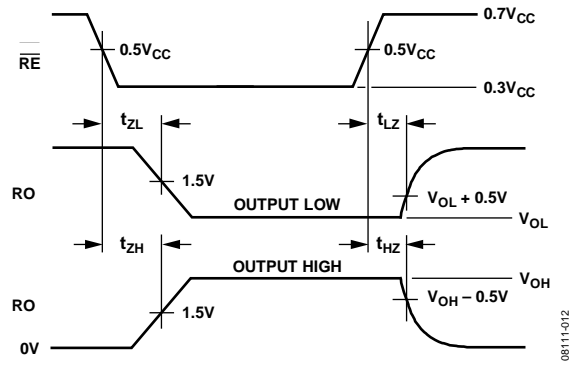 0.7VCC
RE
0.5VCC
0.5VCC
0.3VCC
tZL
tLZ
RO
1.5V
OUTPUT LOW
VOL + 0.5V
VOL
tZH
tHZ
OUTPUT HIGH
VOH
RO
1.5V
VOH – 0.5V
0V
08111-012